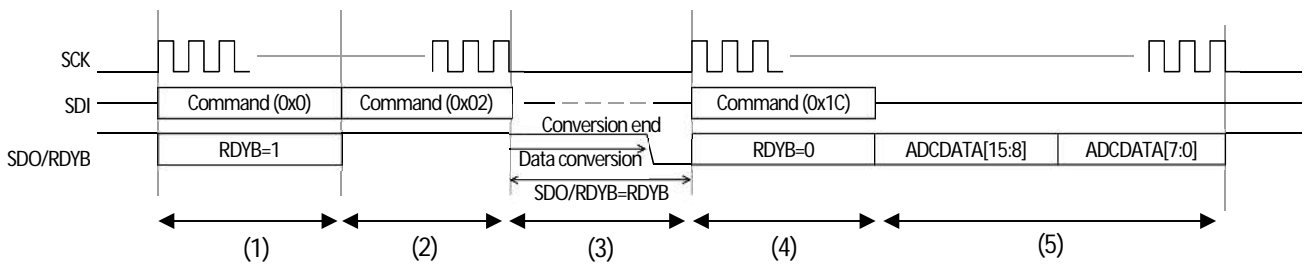 SCK
SDI
Command (0x0)
Command (0x02)
Command (0x1C)
SDO/RDYB
RDYB=1
Conversion end
Data conversion
SDO/RDYB=RDYB
RDYB=0
ADCDATA[15:8]
ADCDATA[7:0]
(1)
(2)
(3)
(4)
(5)